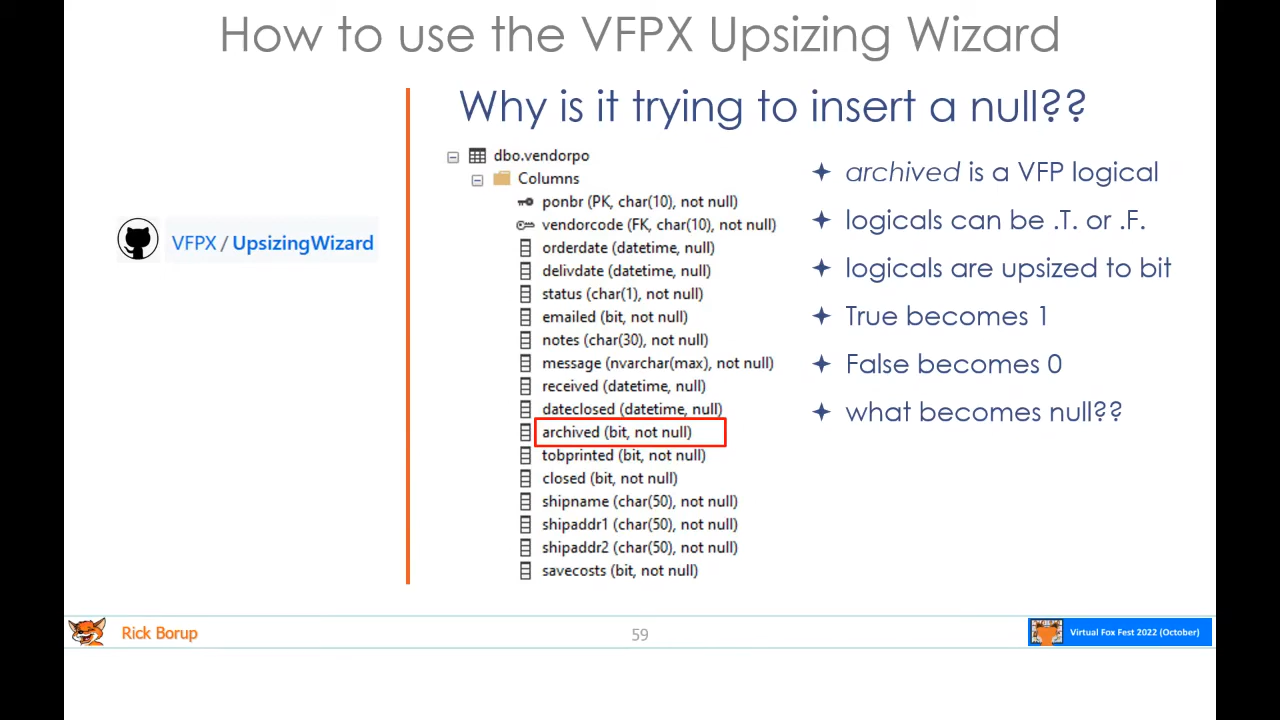 How to use the VFPX Upsizing Wizard
VFPX / UpsizingWizard
Why is it trying to insert a null??
dbo.vendorpo
Columns
ponbr (PK, char(10), not null)
vendorcode (FK, char(10), not null)
orderdate (datetime, null)
delivdate (datetime, null)
status (char(1), not null)
emailed (bit, not null)
notes (char(30), not null)
message (nvarchar(max), not null)
received (datetime, null)
dateclosed (datetime, null)
archived (bit, not null)
tobprinted (bit, not null)
closed (bit, not null)
shipname (char(50), not null)
shipaddr1 (char(50), not null)
shipaddr2 (char(50), not null)
savecosts (bit, not null)
archived is a VFP logical
logicals can be .T. or .F.
logicals are upsized to bit
True becomes 1
False becomes 0
what becomes null??
Rick Borup
59
Virtual Fox Fest 2022 (October)